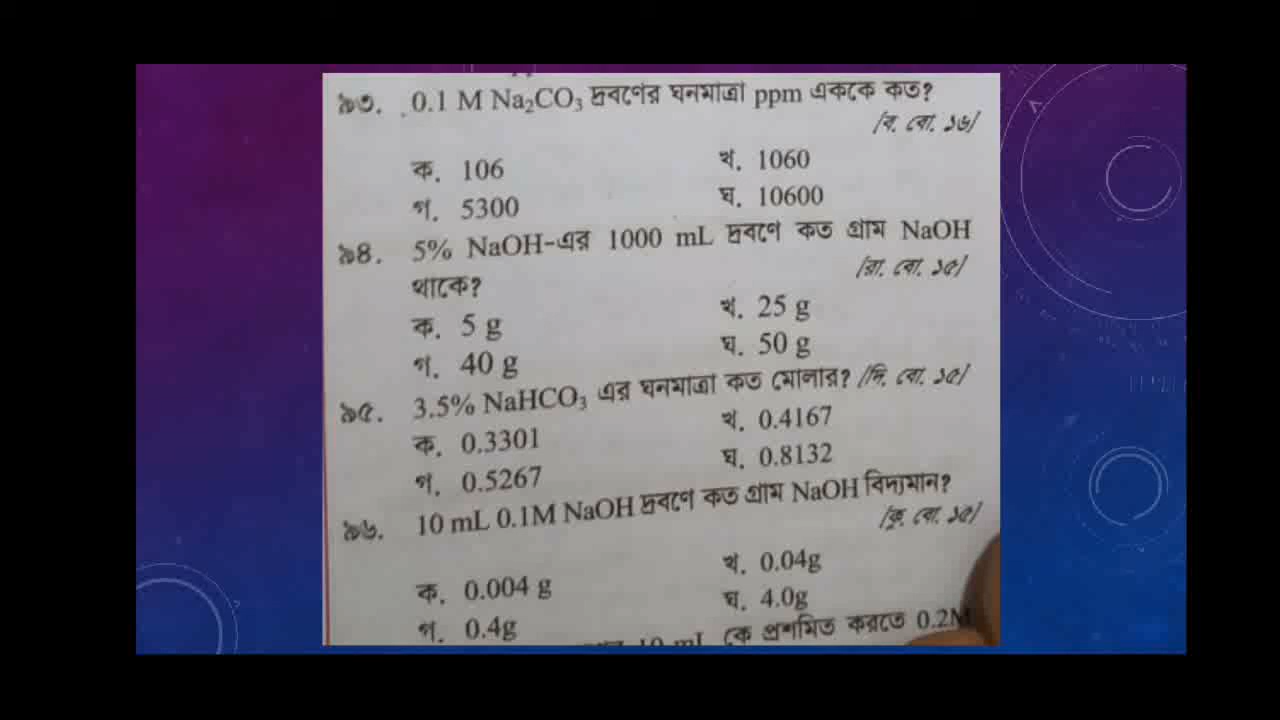 ৯৩. 0.1 M Na₂CO₃ দ্রবণের ঘনমাত্রা ppm এককে কত?
[ব. বো. ১৬]
ক. 106 খ. 1060
গ. 5300 ঘ. 10600
৯৪. 5% NaOH-এর 1000 mL দ্রবণে কত গ্রাম NaOH
থাকে? [রা. বো. ১৫]
ক. 5 g খ. 25 g
গ. 40 g ঘ. 50 g
৯৫. 3.5% NaHCO₃ এর ঘনমাত্রা কত মোলার? [দি. বো. ১৫]
ক. 0.3301 খ. 0.4167
গ. 0.5267 ঘ. 0.8132
৯৬. 10 mL 0.1M NaOH দ্রবণে কত গ্রাম NaOH বিদ্যমান?
[কু. বো. ১৫]
ক. 0.004 g খ. 0.04g
গ. 0.4g ঘ. 4.0g
10 mL কে প্রশমিত করতে 0.2M